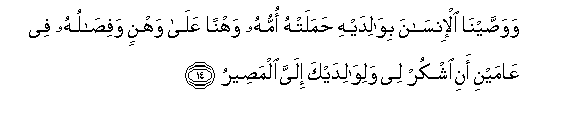 وَوَصَّيْنَا ٱلْإِنسَـٰنَ بِوَٰلِدَيْهِ حَمَلَتْهُ أُمُّهُۥ وَهْنًا عَلَىٰ وَهْنٍۢ وَفِصَـٰلُهُۥ فِى
عَامَيْنِ أَنِ ٱشْكُرْ لِى وَلِوَٰلِدَيْكَ إِلَىَّ ٱلْمَصِيرُ ۝١٤